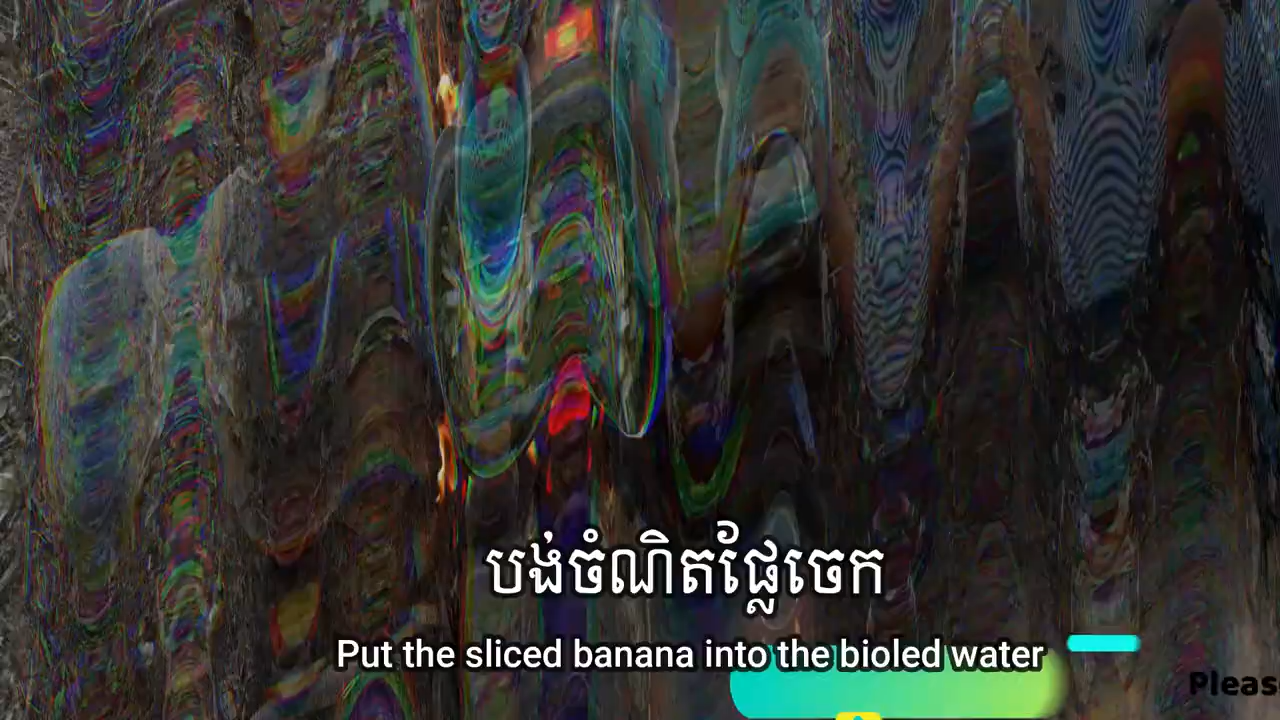 បង់ចំណិតផ្លែចេក
Put the sliced banana into the bioled water
Pleas